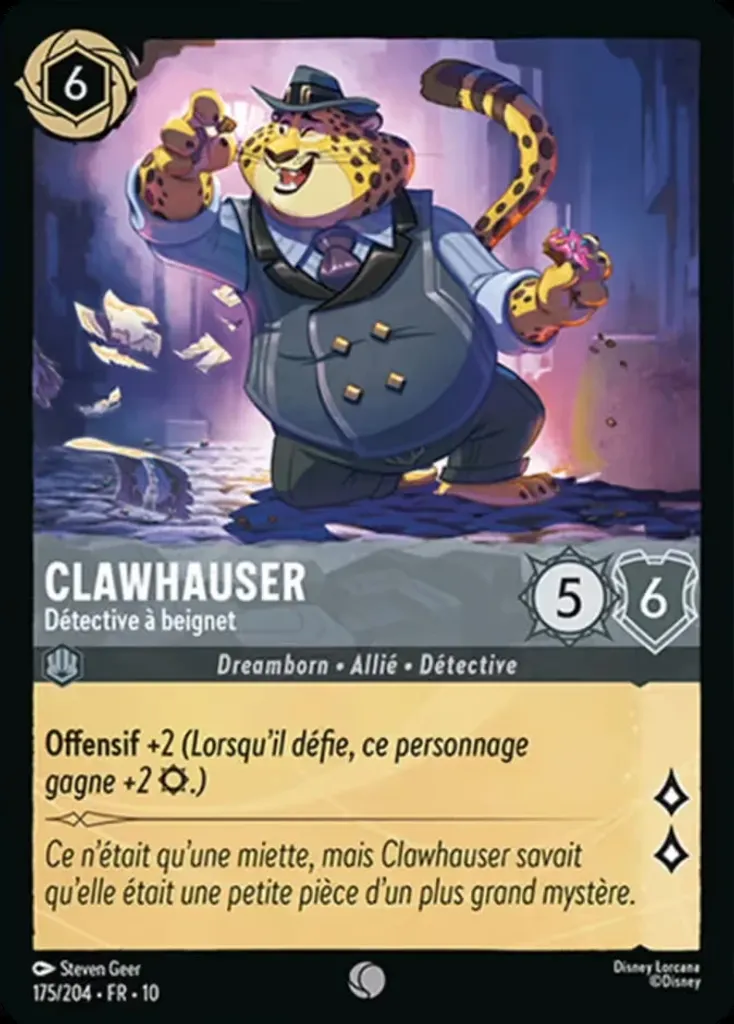 6
CLAWHAUSER
Détective à beignet
5
6
Dreamborn • Allié • Détective
Offensif +2 (Lorsqu'il défie, ce personnage
gagne +2 .)
Ce n'était qu'une miette, mais Clawhauser savait
qu'elle était une petite pièce d'un plus grand mystère.
Steven Geer
Disney Lorcana
175/204 • FR • 10
©Disney